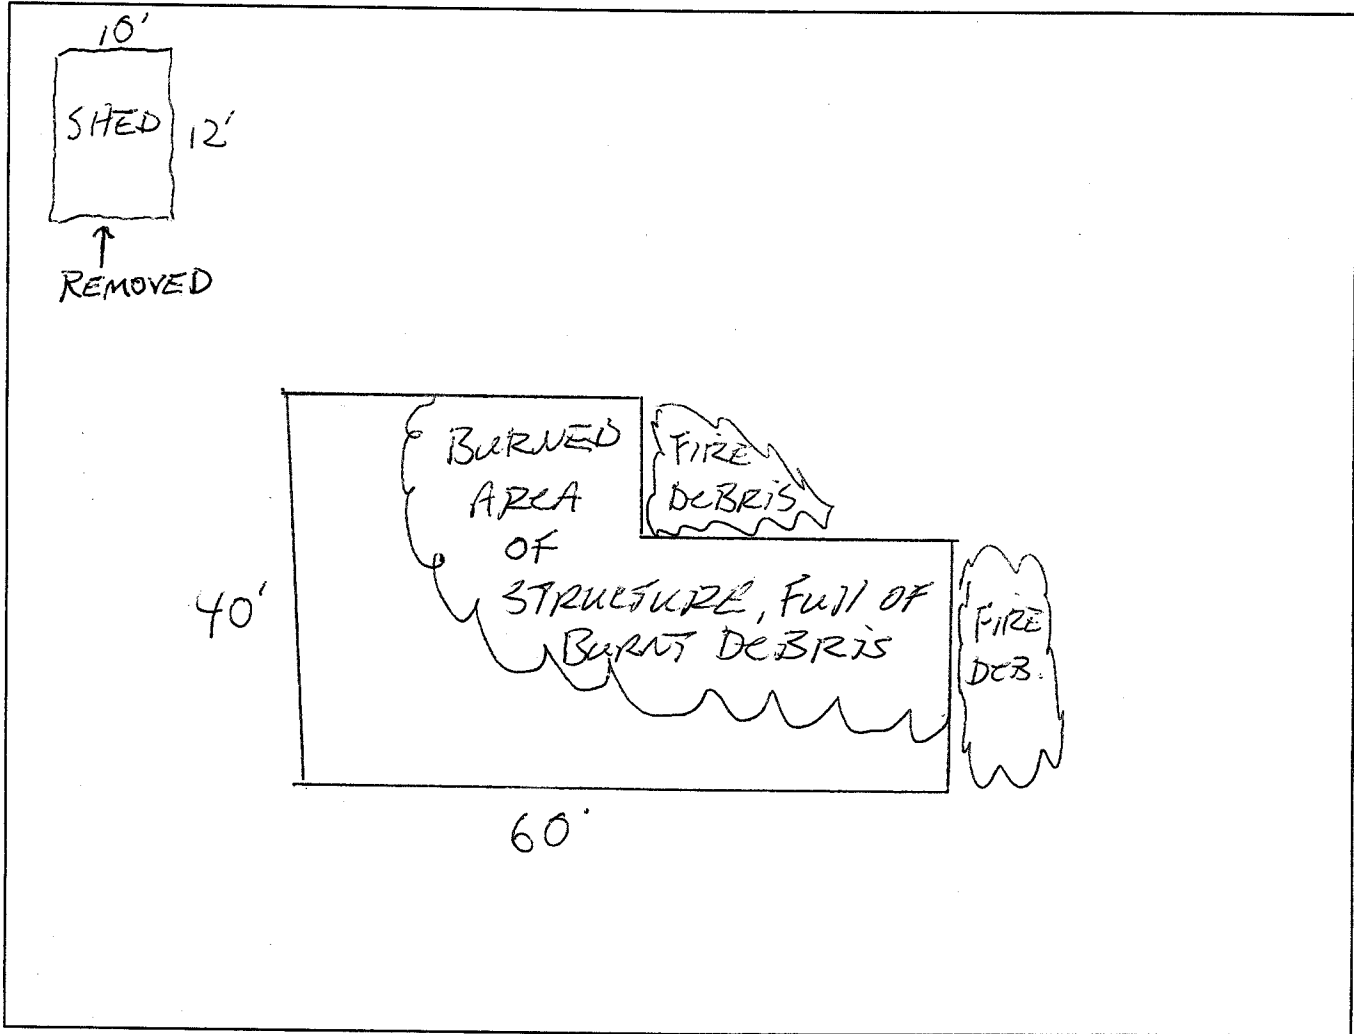 10'
SHED
12'
REMOVED
BURNED
AREA
OF
STRUCTURE, Full OF
BURNT DEBRIS
FIRE
DEBRIS
FIRE
DEB.
40'
60'